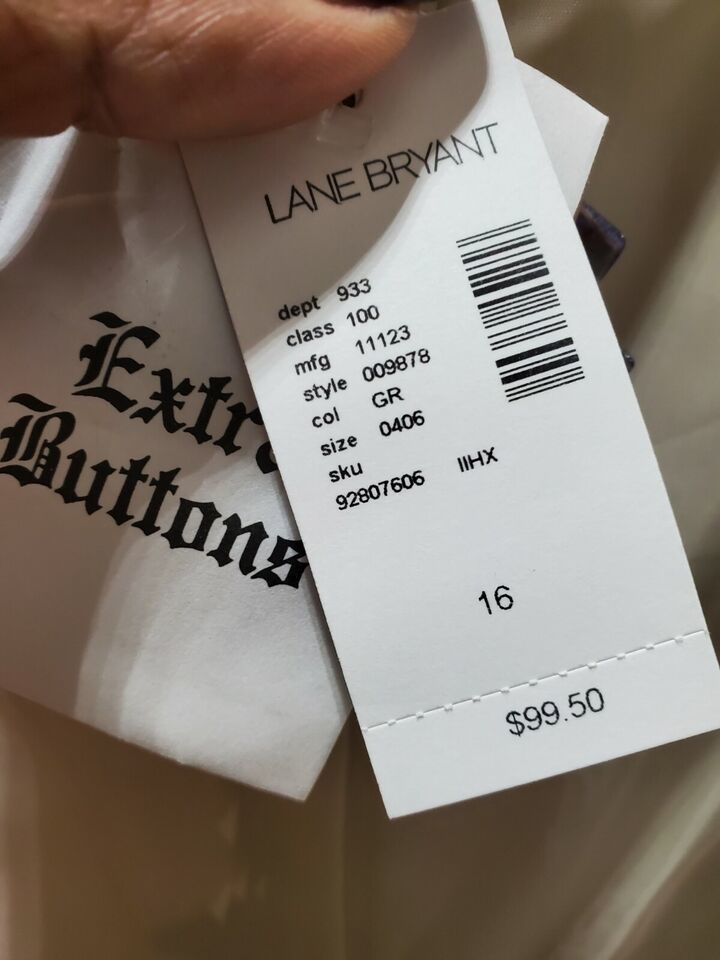 LANE BRYANT
dept 933
class 100
mfg 11123
style 009878
col GR
size 0406
sku
92807606 IIHX
16
$99.50
Extra
Buttons